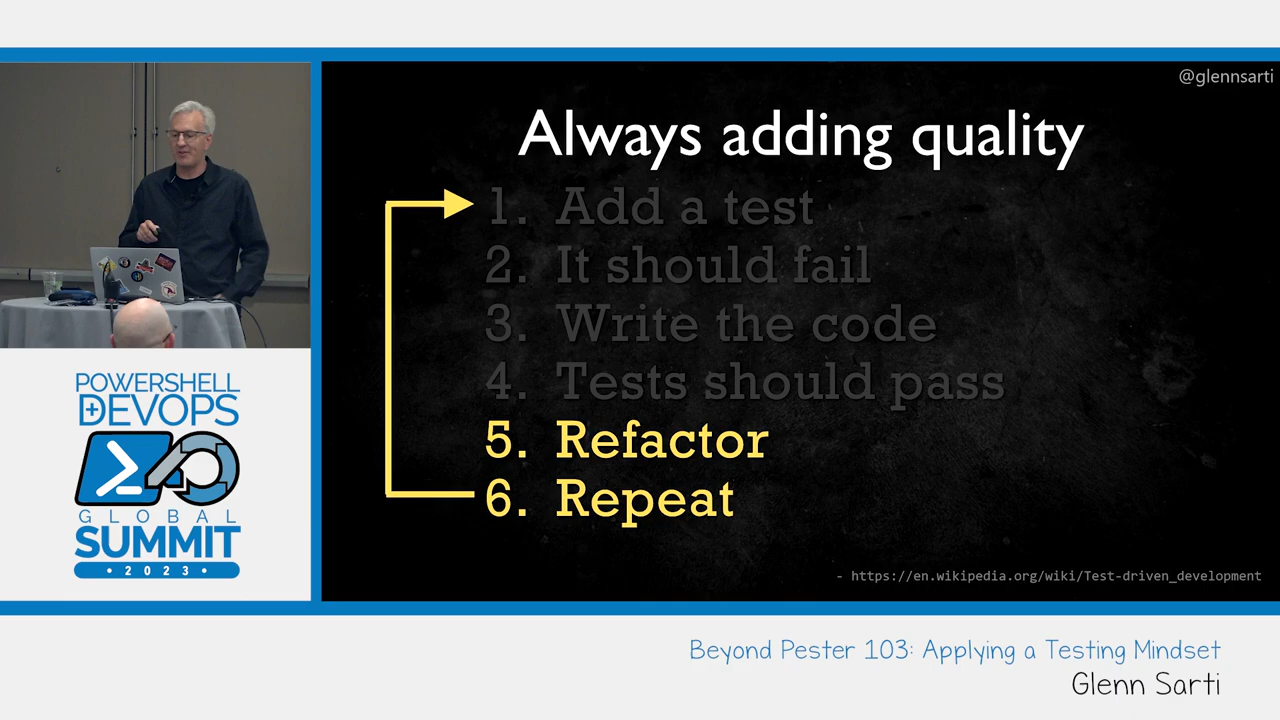 @glennsarti
Always adding quality
1. Add a test
2. It should fail
3. Write the code
4. Tests should pass
5. Refactor
6. Repeat
- https://en.wikipedia.org/wiki/Test-driven_development
POWERSHELL
+DEVOPS
GLOBAL
SUMMIT
• 2023 •
Beyond Pester 103: Applying a Testing Mindset
Glenn Sarti